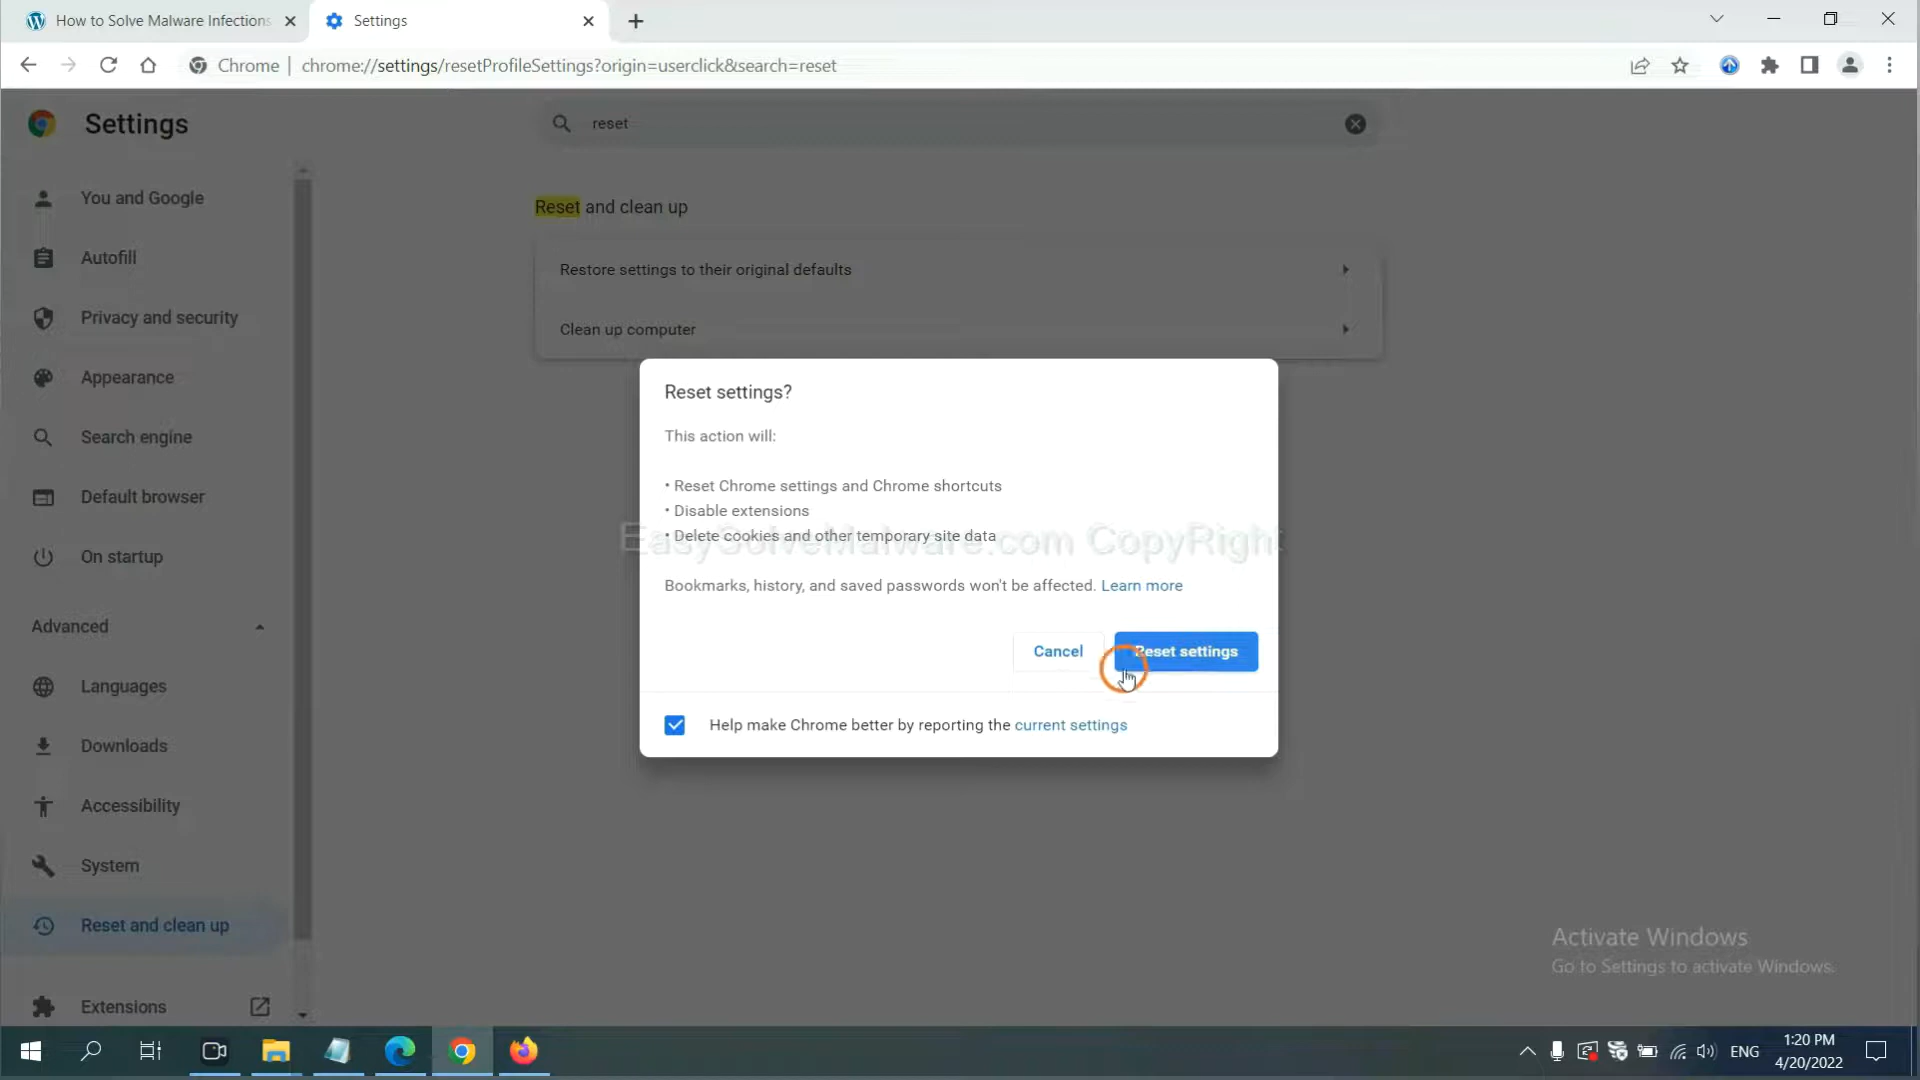 How to Solve Malware Infections
Settings
Chrome | chrome://settings/resetProfileSettings?origin=userclick&search=reset
Settings
reset
You and Google
Autofill
Privacy and security
Appearance
Search engine
Default browser
On startup
Advanced
Languages
Downloads
Accessibility
System
Reset and clean up
Extensions
Reset and clean up
Restore settings to their original defaults
Clean up computer
Reset settings?
This action will:
• Reset Chrome settings and Chrome shortcuts
• Disable extensions
• Delete cookies and other temporary site data
EasySolveMalware.com CopyRight
Bookmarks, history, and saved passwords won't be affected. Learn more
Cancel
Reset settings
Help make Chrome better by reporting the current settings
Activate Windows
Go to Settings to activate Windows.
ENG
1:20 PM
4/20/2022